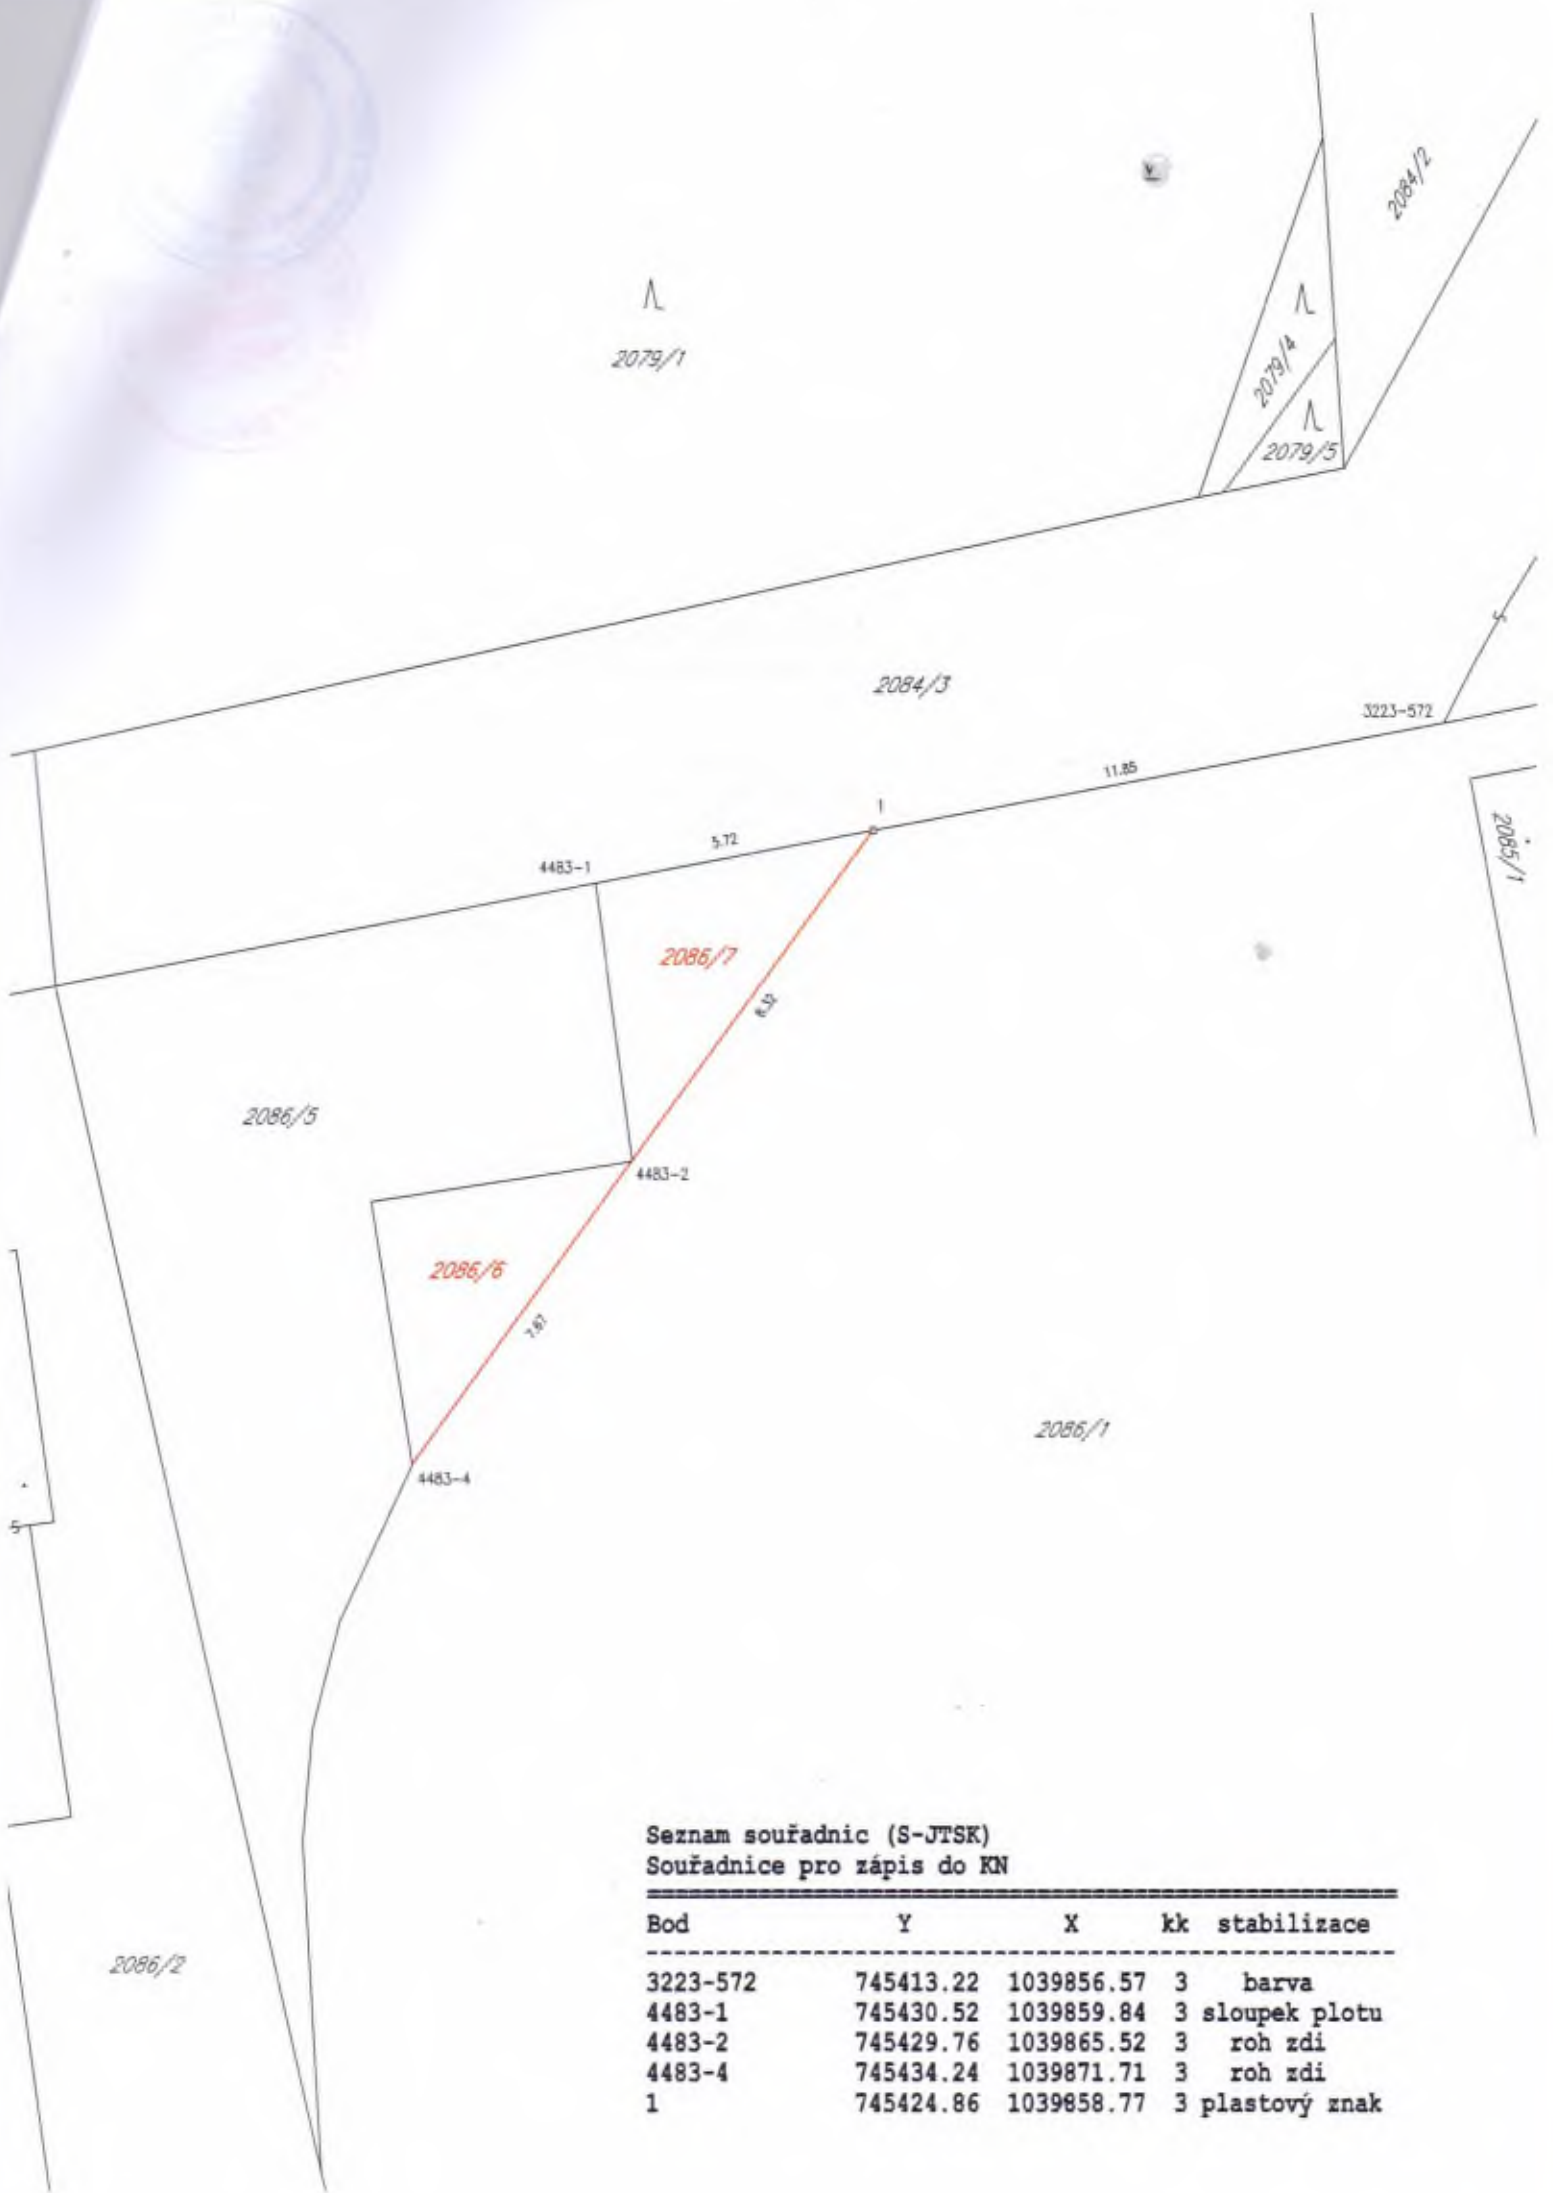 2084/2
2079/1
2079/4
2079/5
2084/3
3223-572
11.85
1
5.72
4483-1
2085/1
2086/7
8.32
2086/5
4483-2
2086/6
7.67
2086/1
4483-4
2086/2
Seznam souřadnic (S-JTSK)
Souřadnice pro zápis do KN
Bod Y X kk stabilizace
3223-572 745413.22 1039856.57 3 barva
4483-1 745430.52 1039859.84 3 sloupek plotu
4483-2 745429.76 1039865.52 3 roh zdi
4483-4 745434.24 1039871.71 3 roh zdi
1 745424.86 1039858.77 3 plastový znak